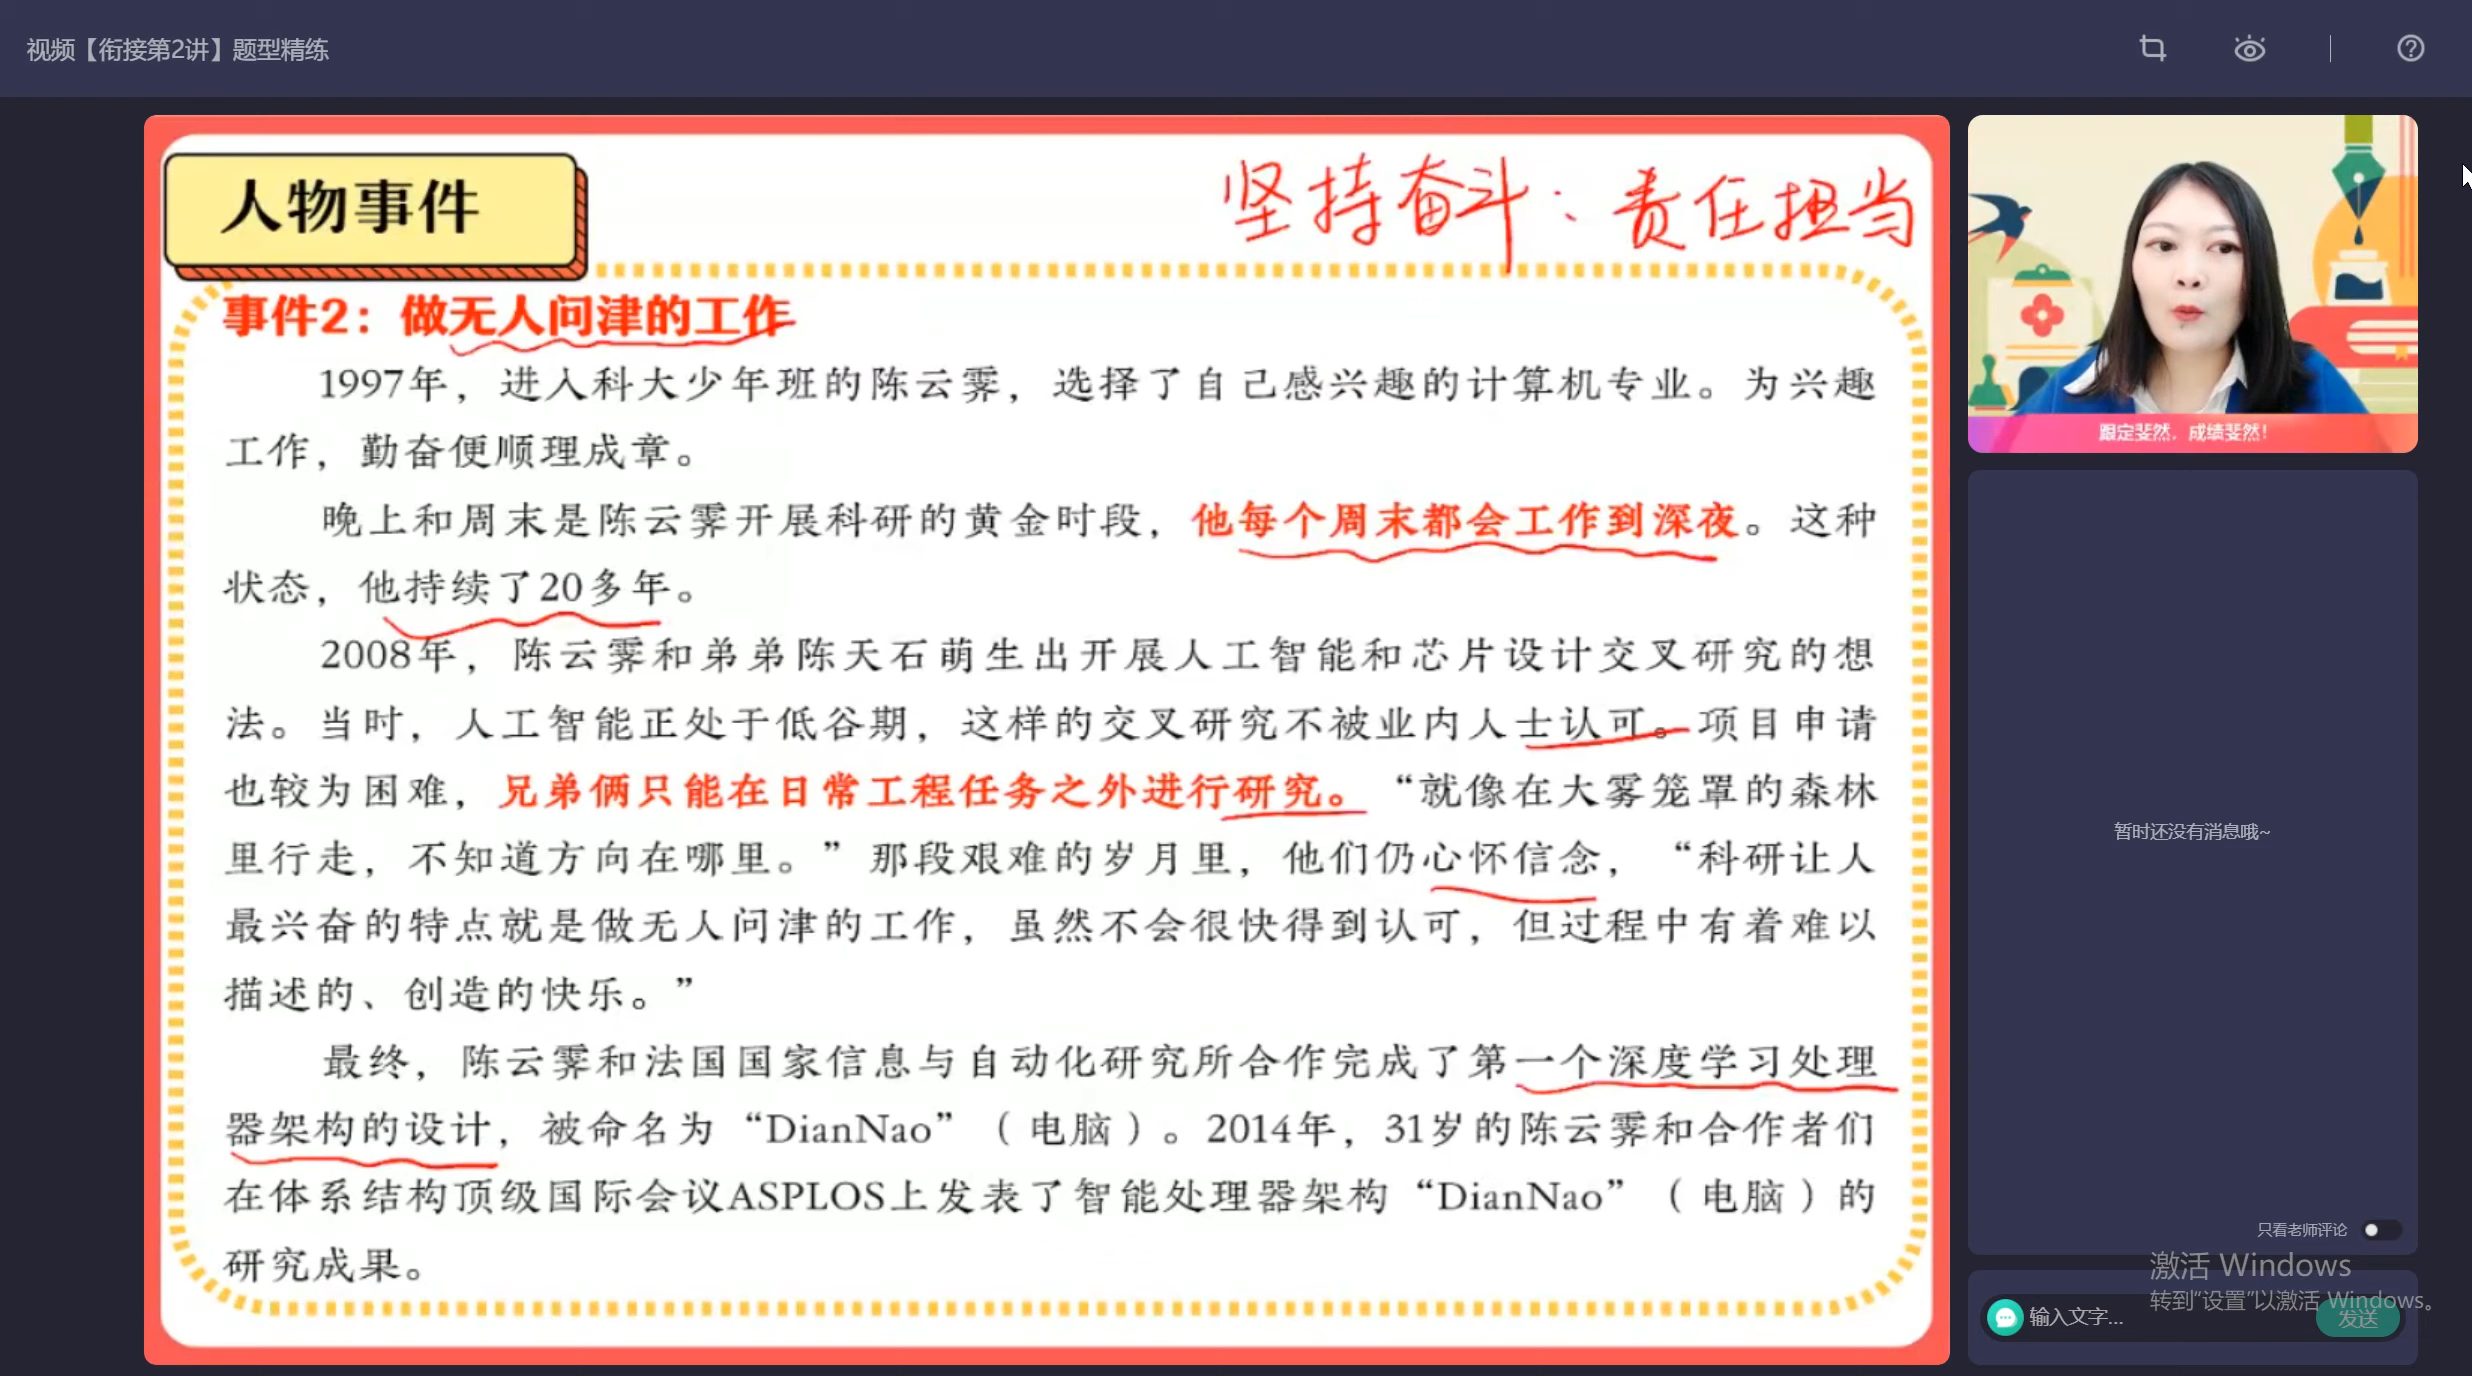 视频【衔接第2讲】题型精练
人物事件
坚持奋斗：责任担当
事件2：做无人问津的工作
1997年，进入科大少年班的陈云霁，选择了自己感兴趣的计算机专业。为兴趣
工作，勤奋便顺理成章。
晚上和周末是陈云霁开展科研的黄金时段，他每个周末都会工作到深夜。这种
状态，他持续了20多年。
2008年，陈云霁和弟弟陈天石萌生出开展人工智能和芯片设计交叉研究的想
法。当时，人工智能正处于低谷期，这样的交叉研究不被业内人士认可。项目申请
也较为困难，兄弟俩只能在日常工程任务之外进行研究。“就像在大雾笼罩的森林
里行走，不知道方向在哪里。”那段艰难的岁月里，他们仍心怀信念，“科研让人
最兴奋的特点就是做无人问津的工作，虽然不会很快得到认可，但过程中有着难以
描述的、创造的快乐。”
最终，陈云霁和法国国家信息与自动化研究所合作完成了第一个深度学习处理
器架构的设计，被命名为“DianNao”（电脑）。2014年，31岁的陈云霁和合作者们
在体系结构顶级国际会议ASPLOS上发表了智能处理器架构“DianNao”（电脑）的
研究成果。
跟定斐然，成绩斐然！
暂时还没有消息哦~
只看老师评论
激活 Windows
转到“设置”以激活 Windows。
输入文字...
发送